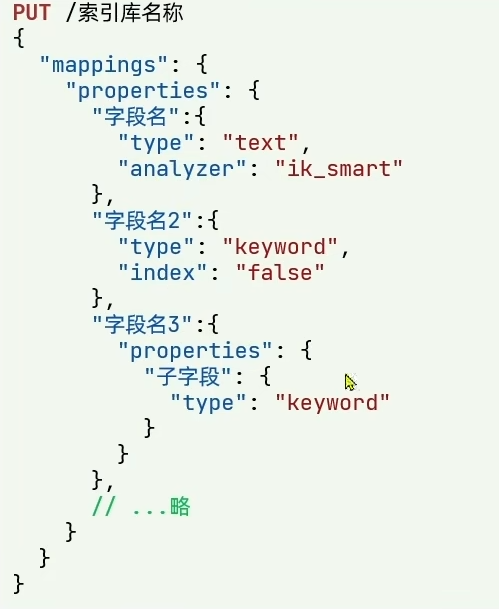 PUT /索引库名称
{
  "mappings": {
    "properties": {
      "字段名":{
        "type": "text",
        "analyzer": "ik_smart"
      },
      "字段名2":{
        "type": "keyword",
        "index": "false"
      },
      "字段名3":{
        "properties": {
          "子字段": {
            "type": "keyword"
          }
        }
      },
      // ...略
    }
  }
}